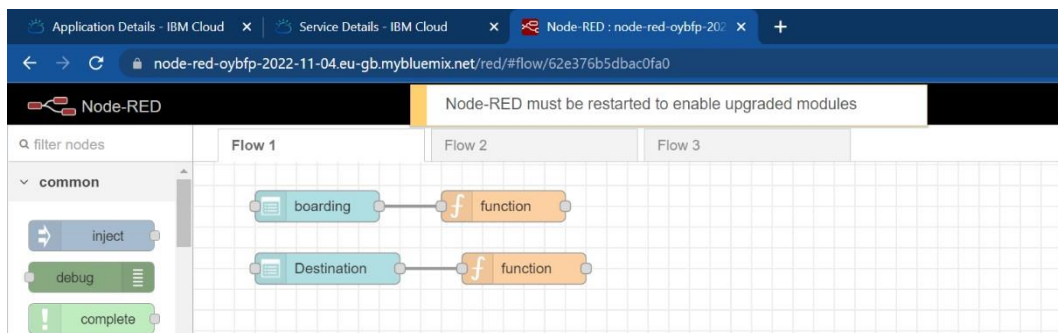 Application Details - IBM Cloud
Service Details - IBM Cloud
Node-RED : node-red-oybfp-202
node-red-oybfp-2022-11-04.eu-gb.mybluemix.net/red/#flow/62e376b5dbac0fa0
Node-RED
Node-RED must be restarted to enable upgraded modules
filter nodes
Flow 1
Flow 2
Flow 3
common
boarding
function
inject
Destination
function
debug
complete